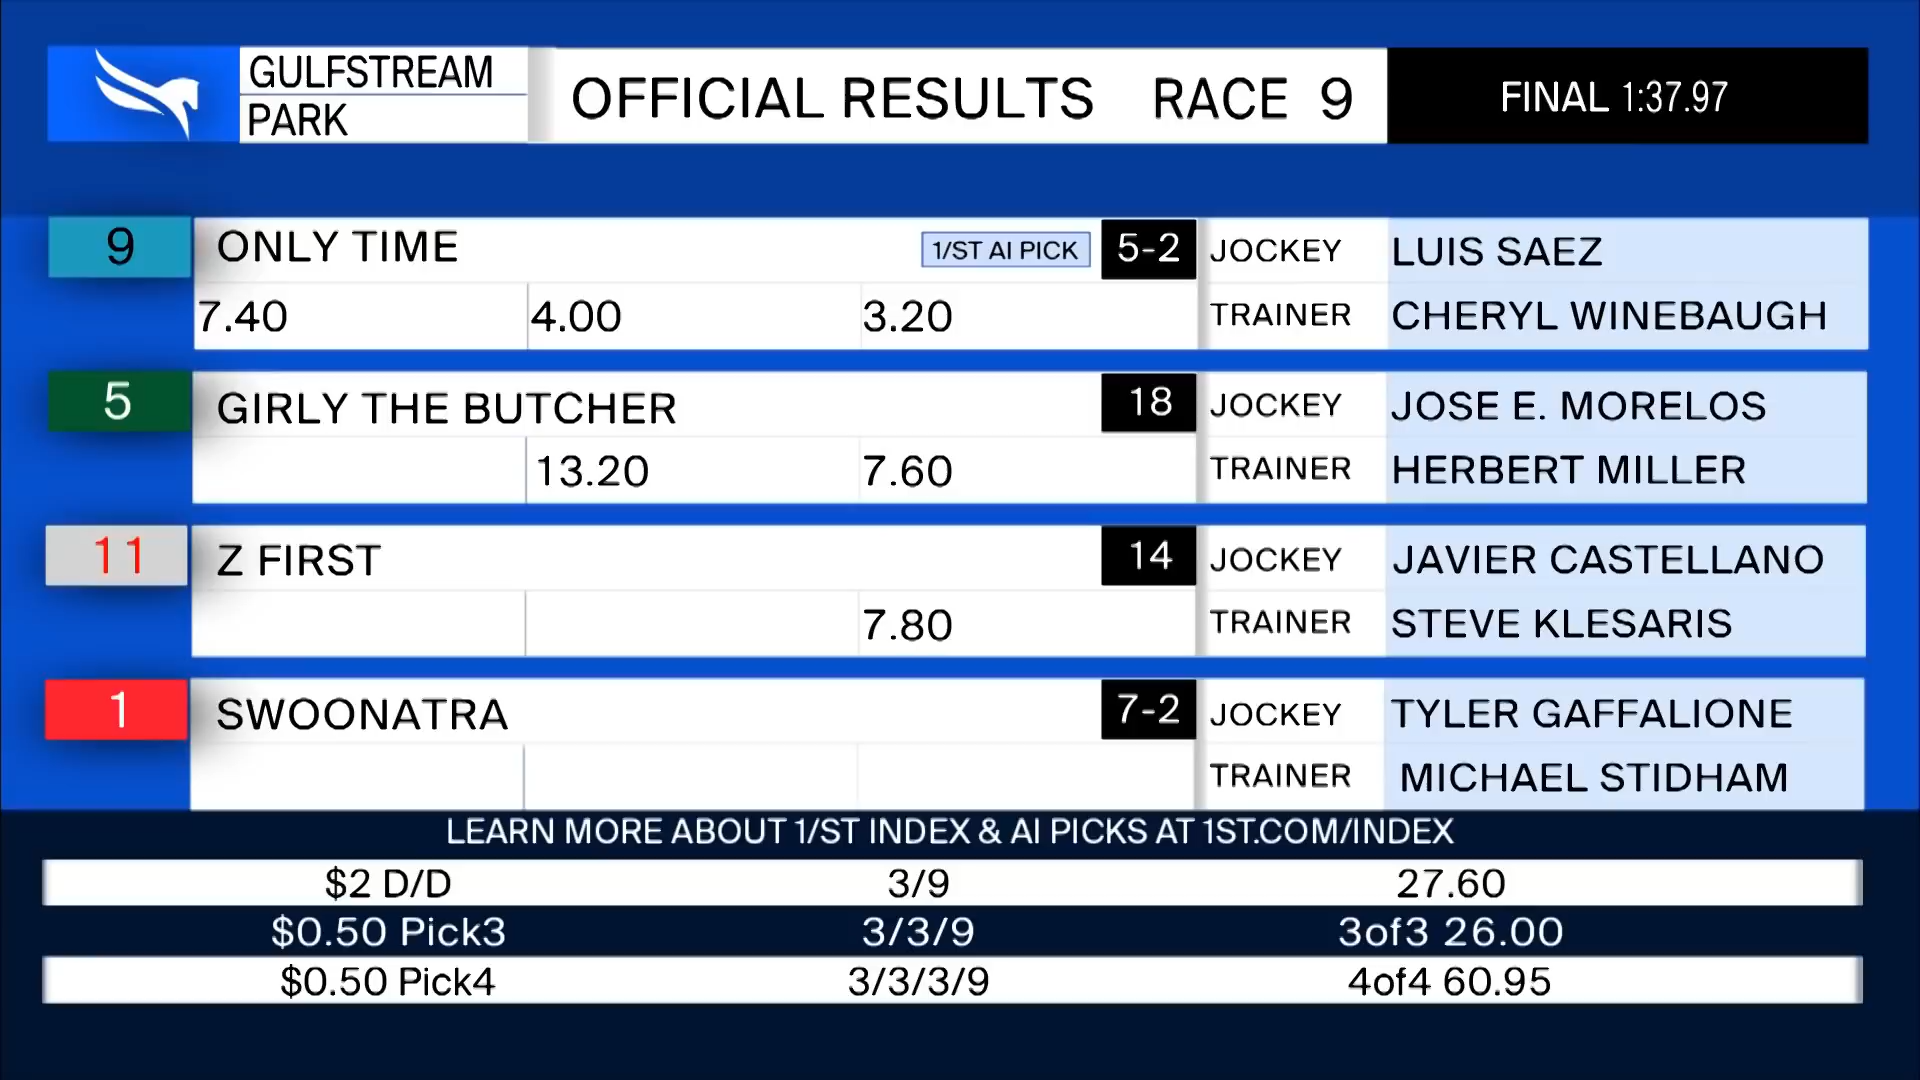 GULFSTREAM
PARK
OFFICIAL RESULTS RACE 9
FINAL 1:37.97
9 ONLY TIME 1/ST AI PICK 5-2 JOCKEY LUIS SAEZ
7.40 4.00 3.20 TRAINER CHERYL WINEBAUGH
5 GIRLY THE BUTCHER 18 JOCKEY JOSE E. MORELOS
13.20 7.60 TRAINER HERBERT MILLER
11 Z FIRST 14 JOCKEY JAVIER CASTELLANO
7.80 TRAINER STEVE KLESARIS
1 SWOONATRA 7-2 JOCKEY TYLER GAFFALIONE
TRAINER MICHAEL STIDHAM
LEARN MORE ABOUT 1/ST INDEX & AI PICKS AT 1ST.COM/INDEX
$2 D/D 3/9 27.60
$0.50 Pick3 3/3/9 3of3 26.00
$0.50 Pick4 3/3/3/9 4of4 60.95